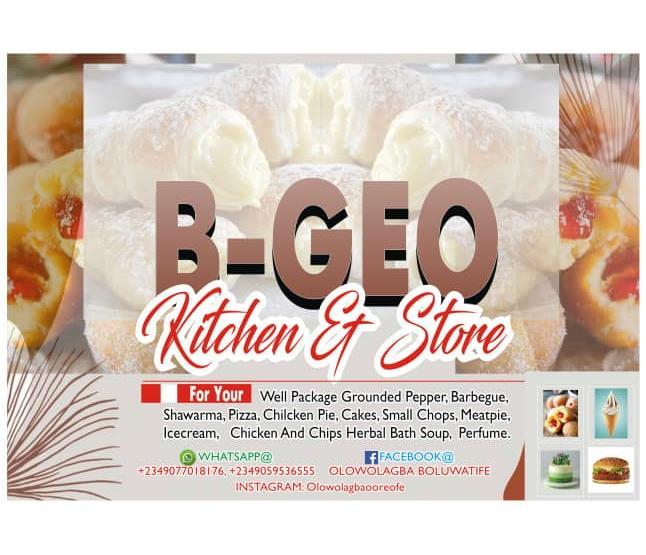 B-GEO
Kitchen & Store
For Your Well Package Grounded Pepper, Barbegue,
Shawarma, Pizza, Chilcken Pie, Cakes, Small Chops, Meatpie,
Icecream, Chicken And Chips Herbal Bath Soup, Perfume.
WHATSAPP@ FACEBOOK@
+2349077018176, +2349059536555 OLOWOLAGBA BOLUWATIFE
INSTAGRAM: Olowolagbaooreofe